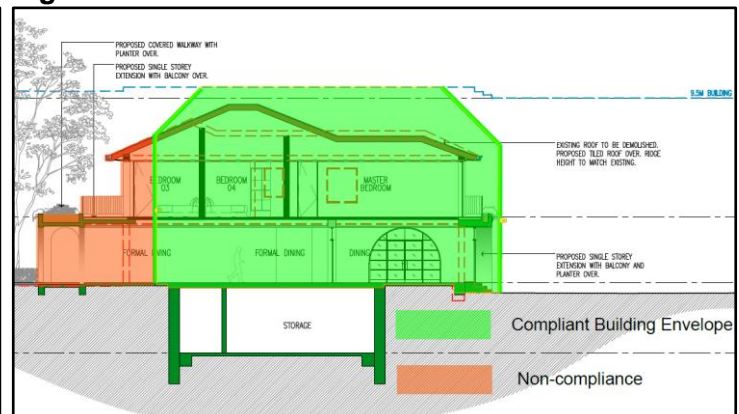 PROPOSED COVERED WALKWAY WITH
PLANTER OVER.
PROPOSED SINGLE STOREY
EXTENSION WITH BALCONY OVER.
9.5M BUILDING
EXISTING ROOF TO BE DEMOLISHED.
PROPOSED TILED ROOF OVER. RIDGE
HEIGHT TO MATCH EXISTING.
BEDROOM
03
BEDROOM
04
MASTER
BEDROOM
FORMAL
FORMAL DINING
DINING
PROPOSED SINGLE STOREY
EXTENSION WITH BALCONY AND
PLANTER OVER.
STORAGE
Compliant Building Envelope
Non-compliance